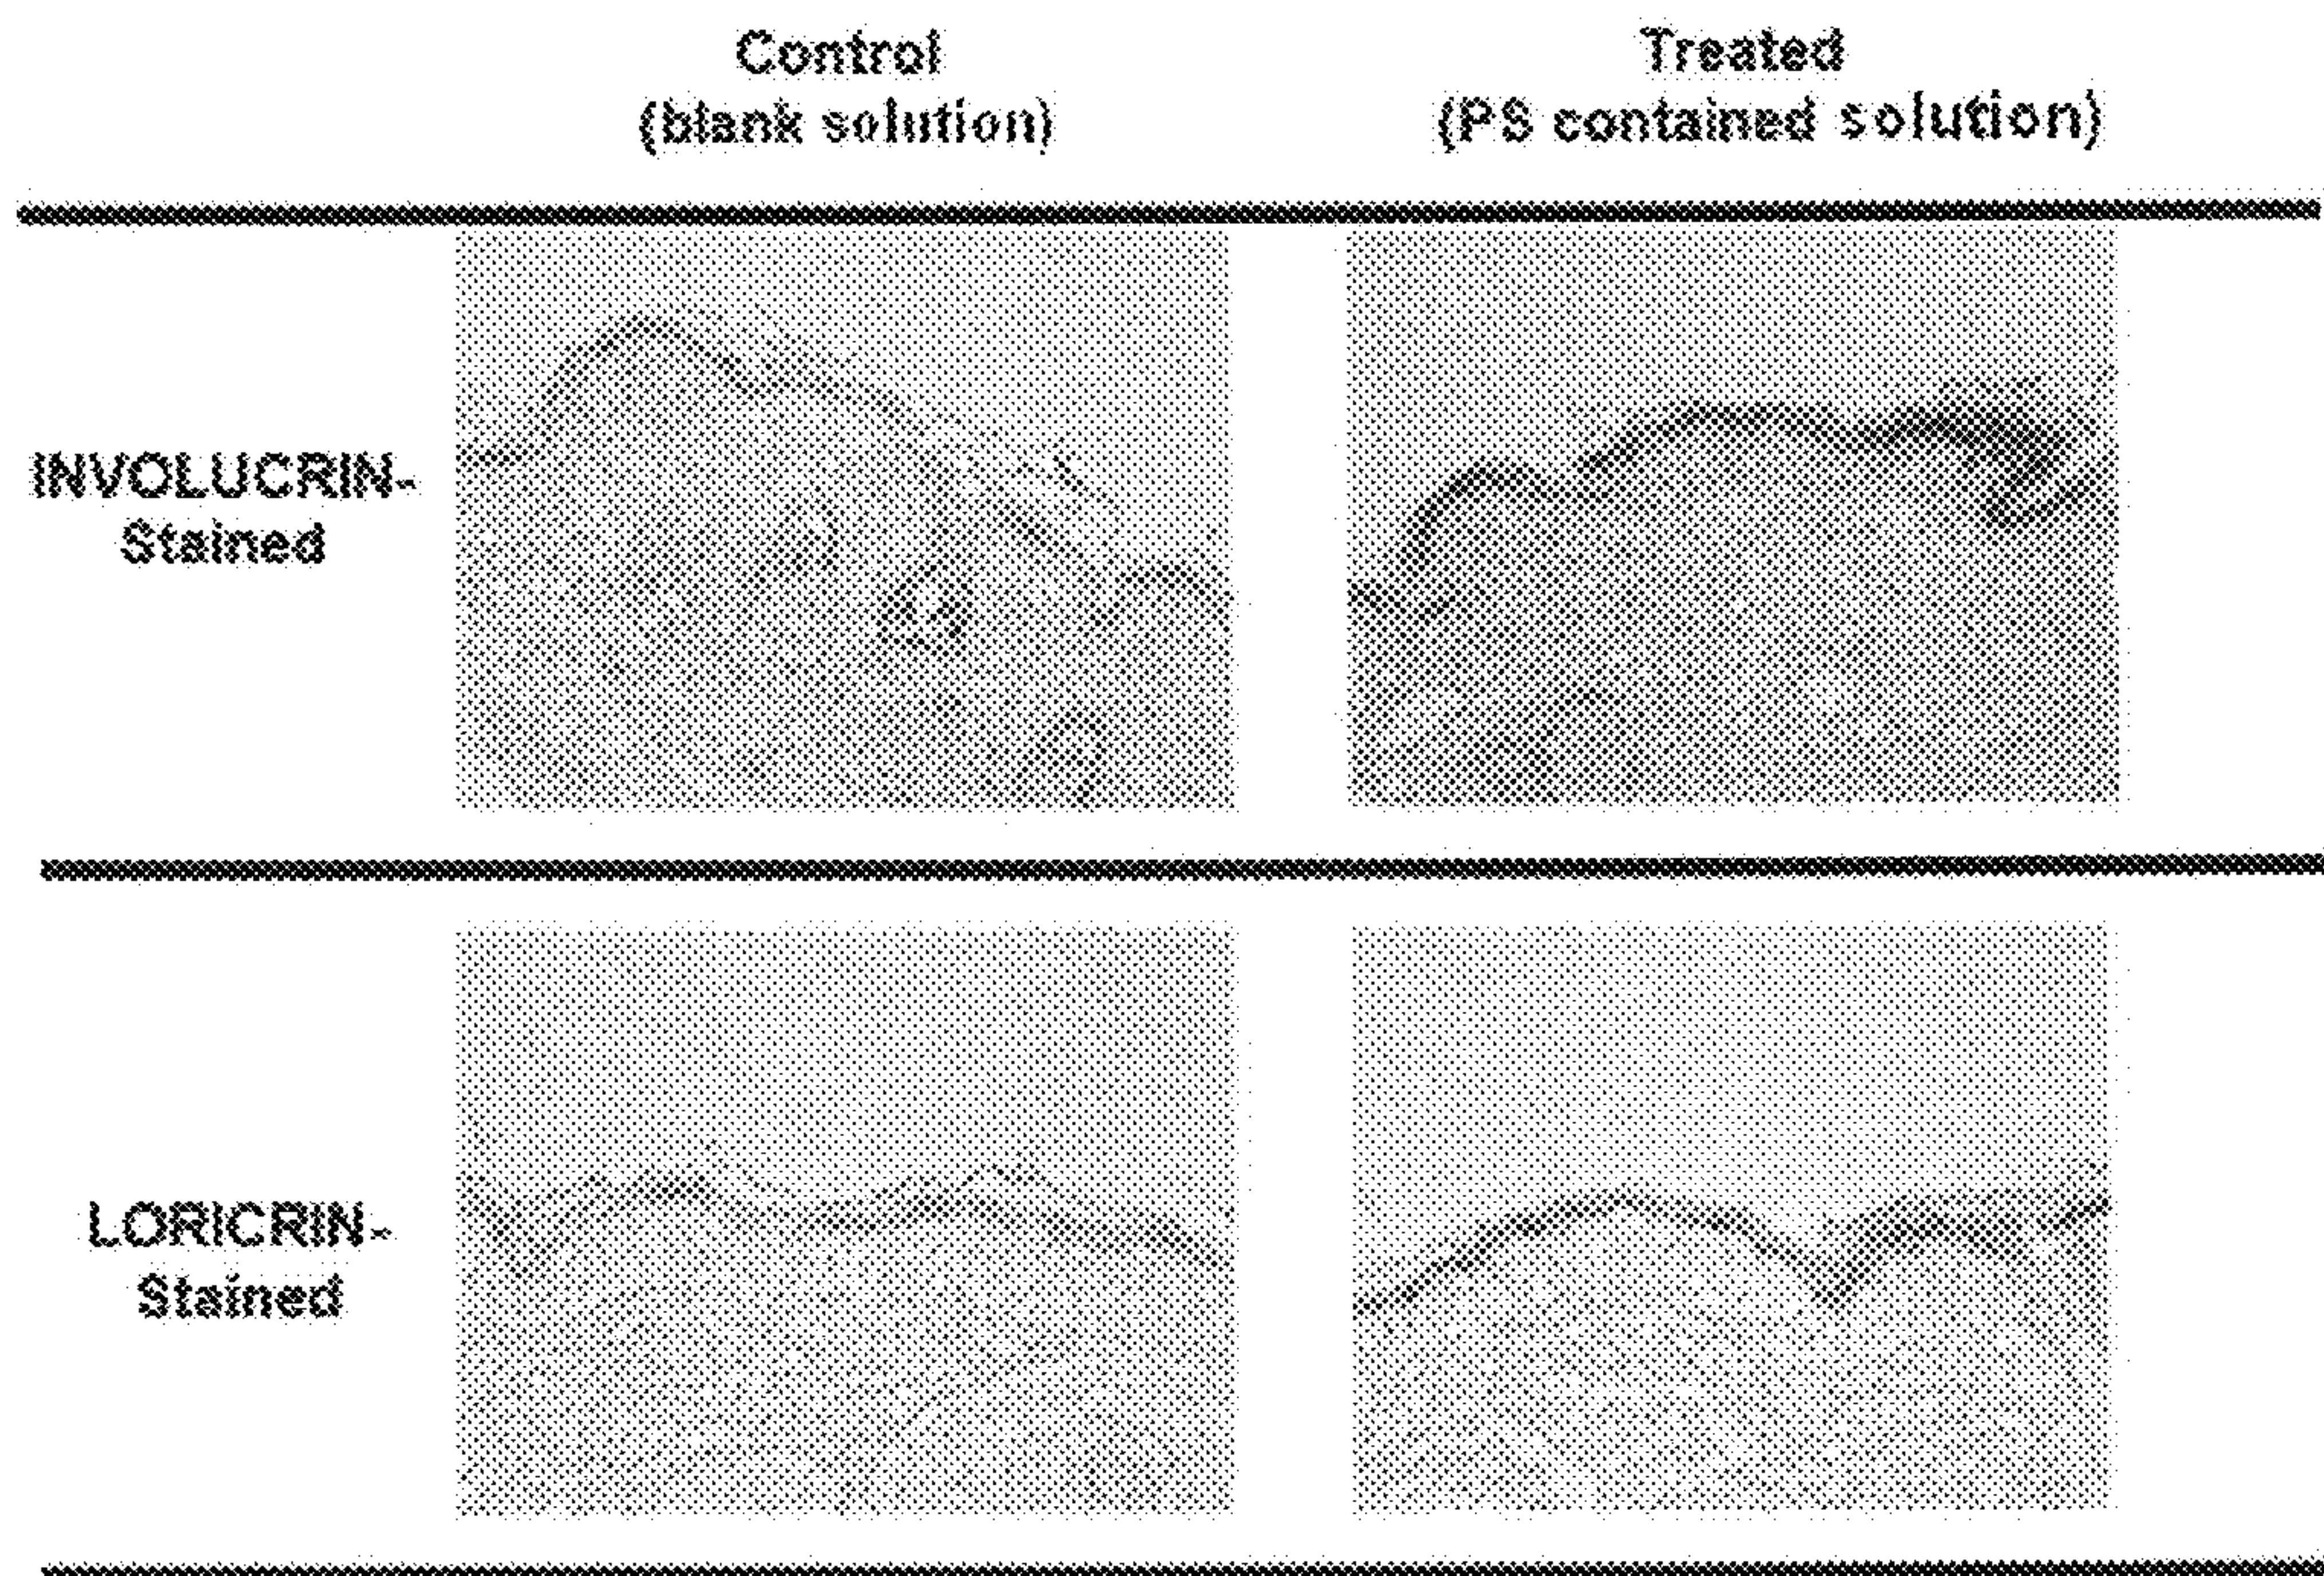 Control
(blank solution)
Treated
(PS contained solution)
INVOLUCRIN-
Stained
LORICRIN-
Stained